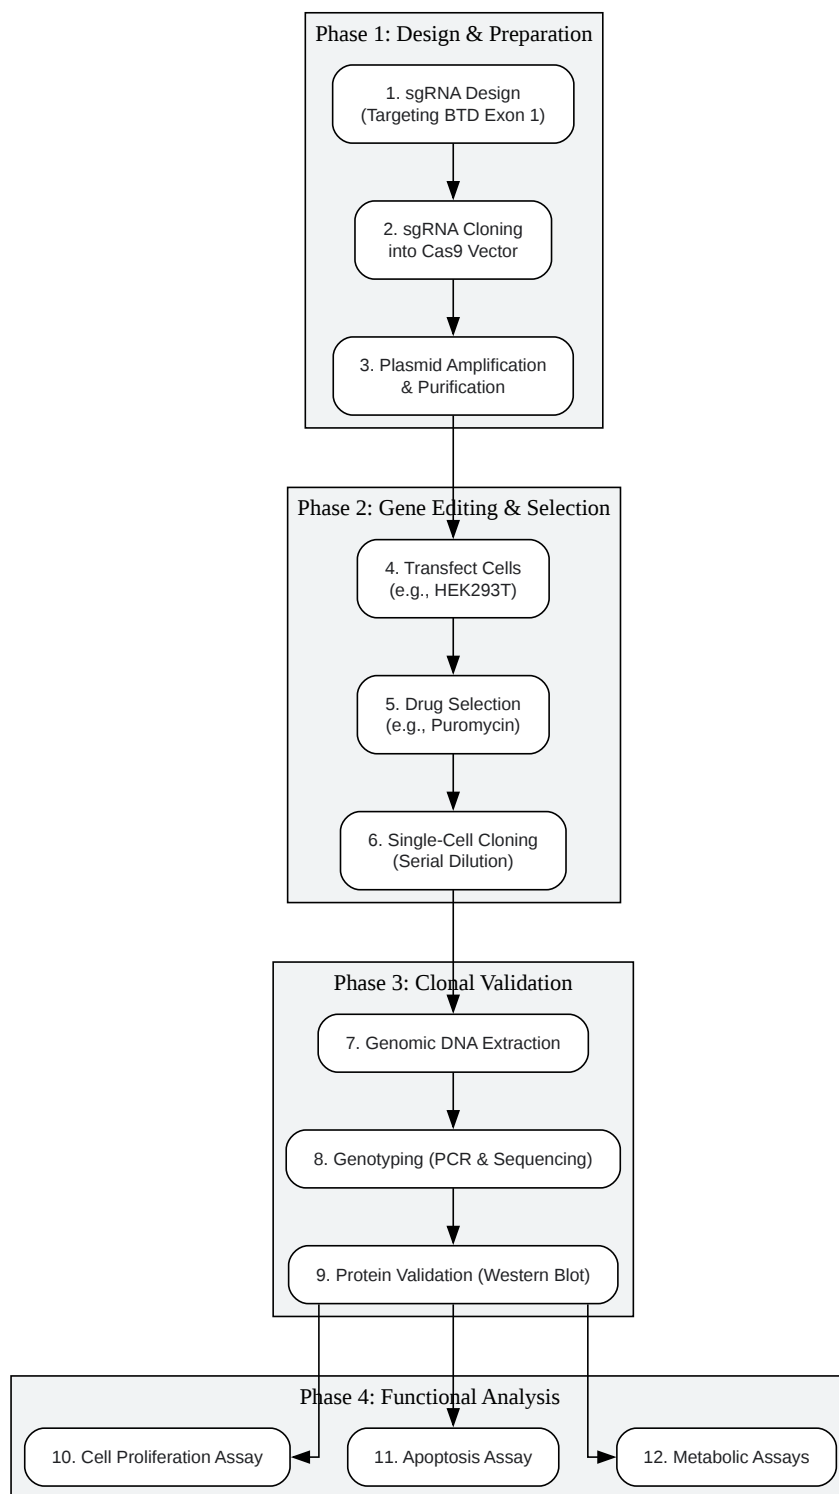 Phase 1: Design & Preparation
1. sgRNA Design
(Targeting BTD Exon 1)
2. sgRNA Cloning
into Cas9 Vector
3. Plasmid Amplification
& Purification
Phase 2: Gene Editing & Selection
4. Transfect Cells
(e.g., HEK293T)
5. Drug Selection
(e.g., Puromycin)
6. Single-Cell Cloning
(Serial Dilution)
Phase 3: Clonal Validation
7. Genomic DNA Extraction
8. Genotyping (PCR & Sequencing)
9. Protein Validation (Western Blot)
Phase 4: Functional Analysis
10. Cell Proliferation Assay
11. Apoptosis Assay
12. Metabolic Assays